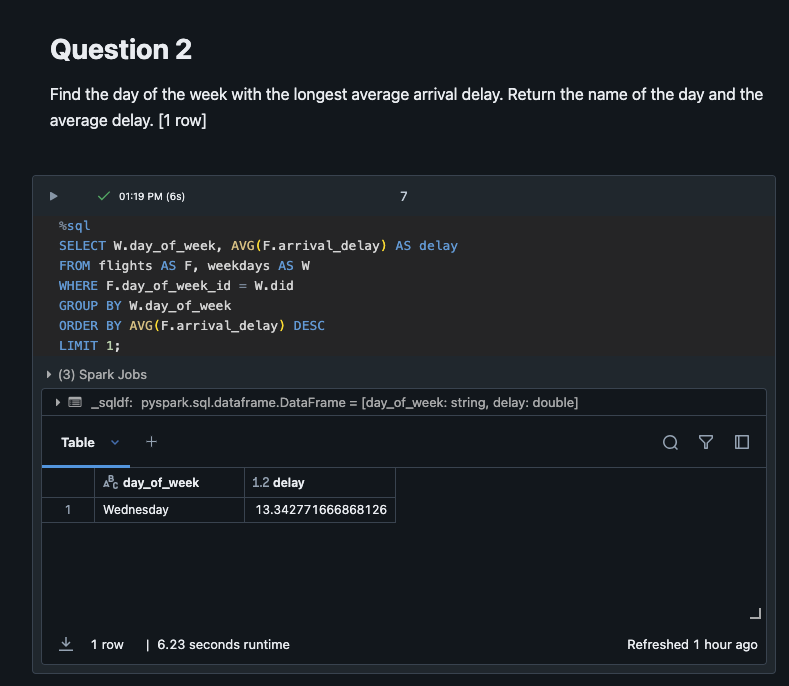 Question 2
Find the day of the week with the longest average arrival delay. Return the name of the day and the
average delay. [1 row]
01:19 PM (6s)
7
%sql
SELECT W.day_of_week, AVG(F.arrival_delay) AS delay
FROM flights AS F, weekdays AS W
WHERE F.day_of_week_id = W.did
GROUP BY W.day_of_week
ORDER BY AVG(F.arrival_delay) DESC
LIMIT 1;
(3) Spark Jobs
_sqldf: pyspark.sql.dataframe.DataFrame = [day_of_week: string, delay: double]
Table
ABC day_of_week 1.2 delay
1 Wednesday 13.342771666868126
1 row | 6.23 seconds runtime Refreshed 1 hour ago